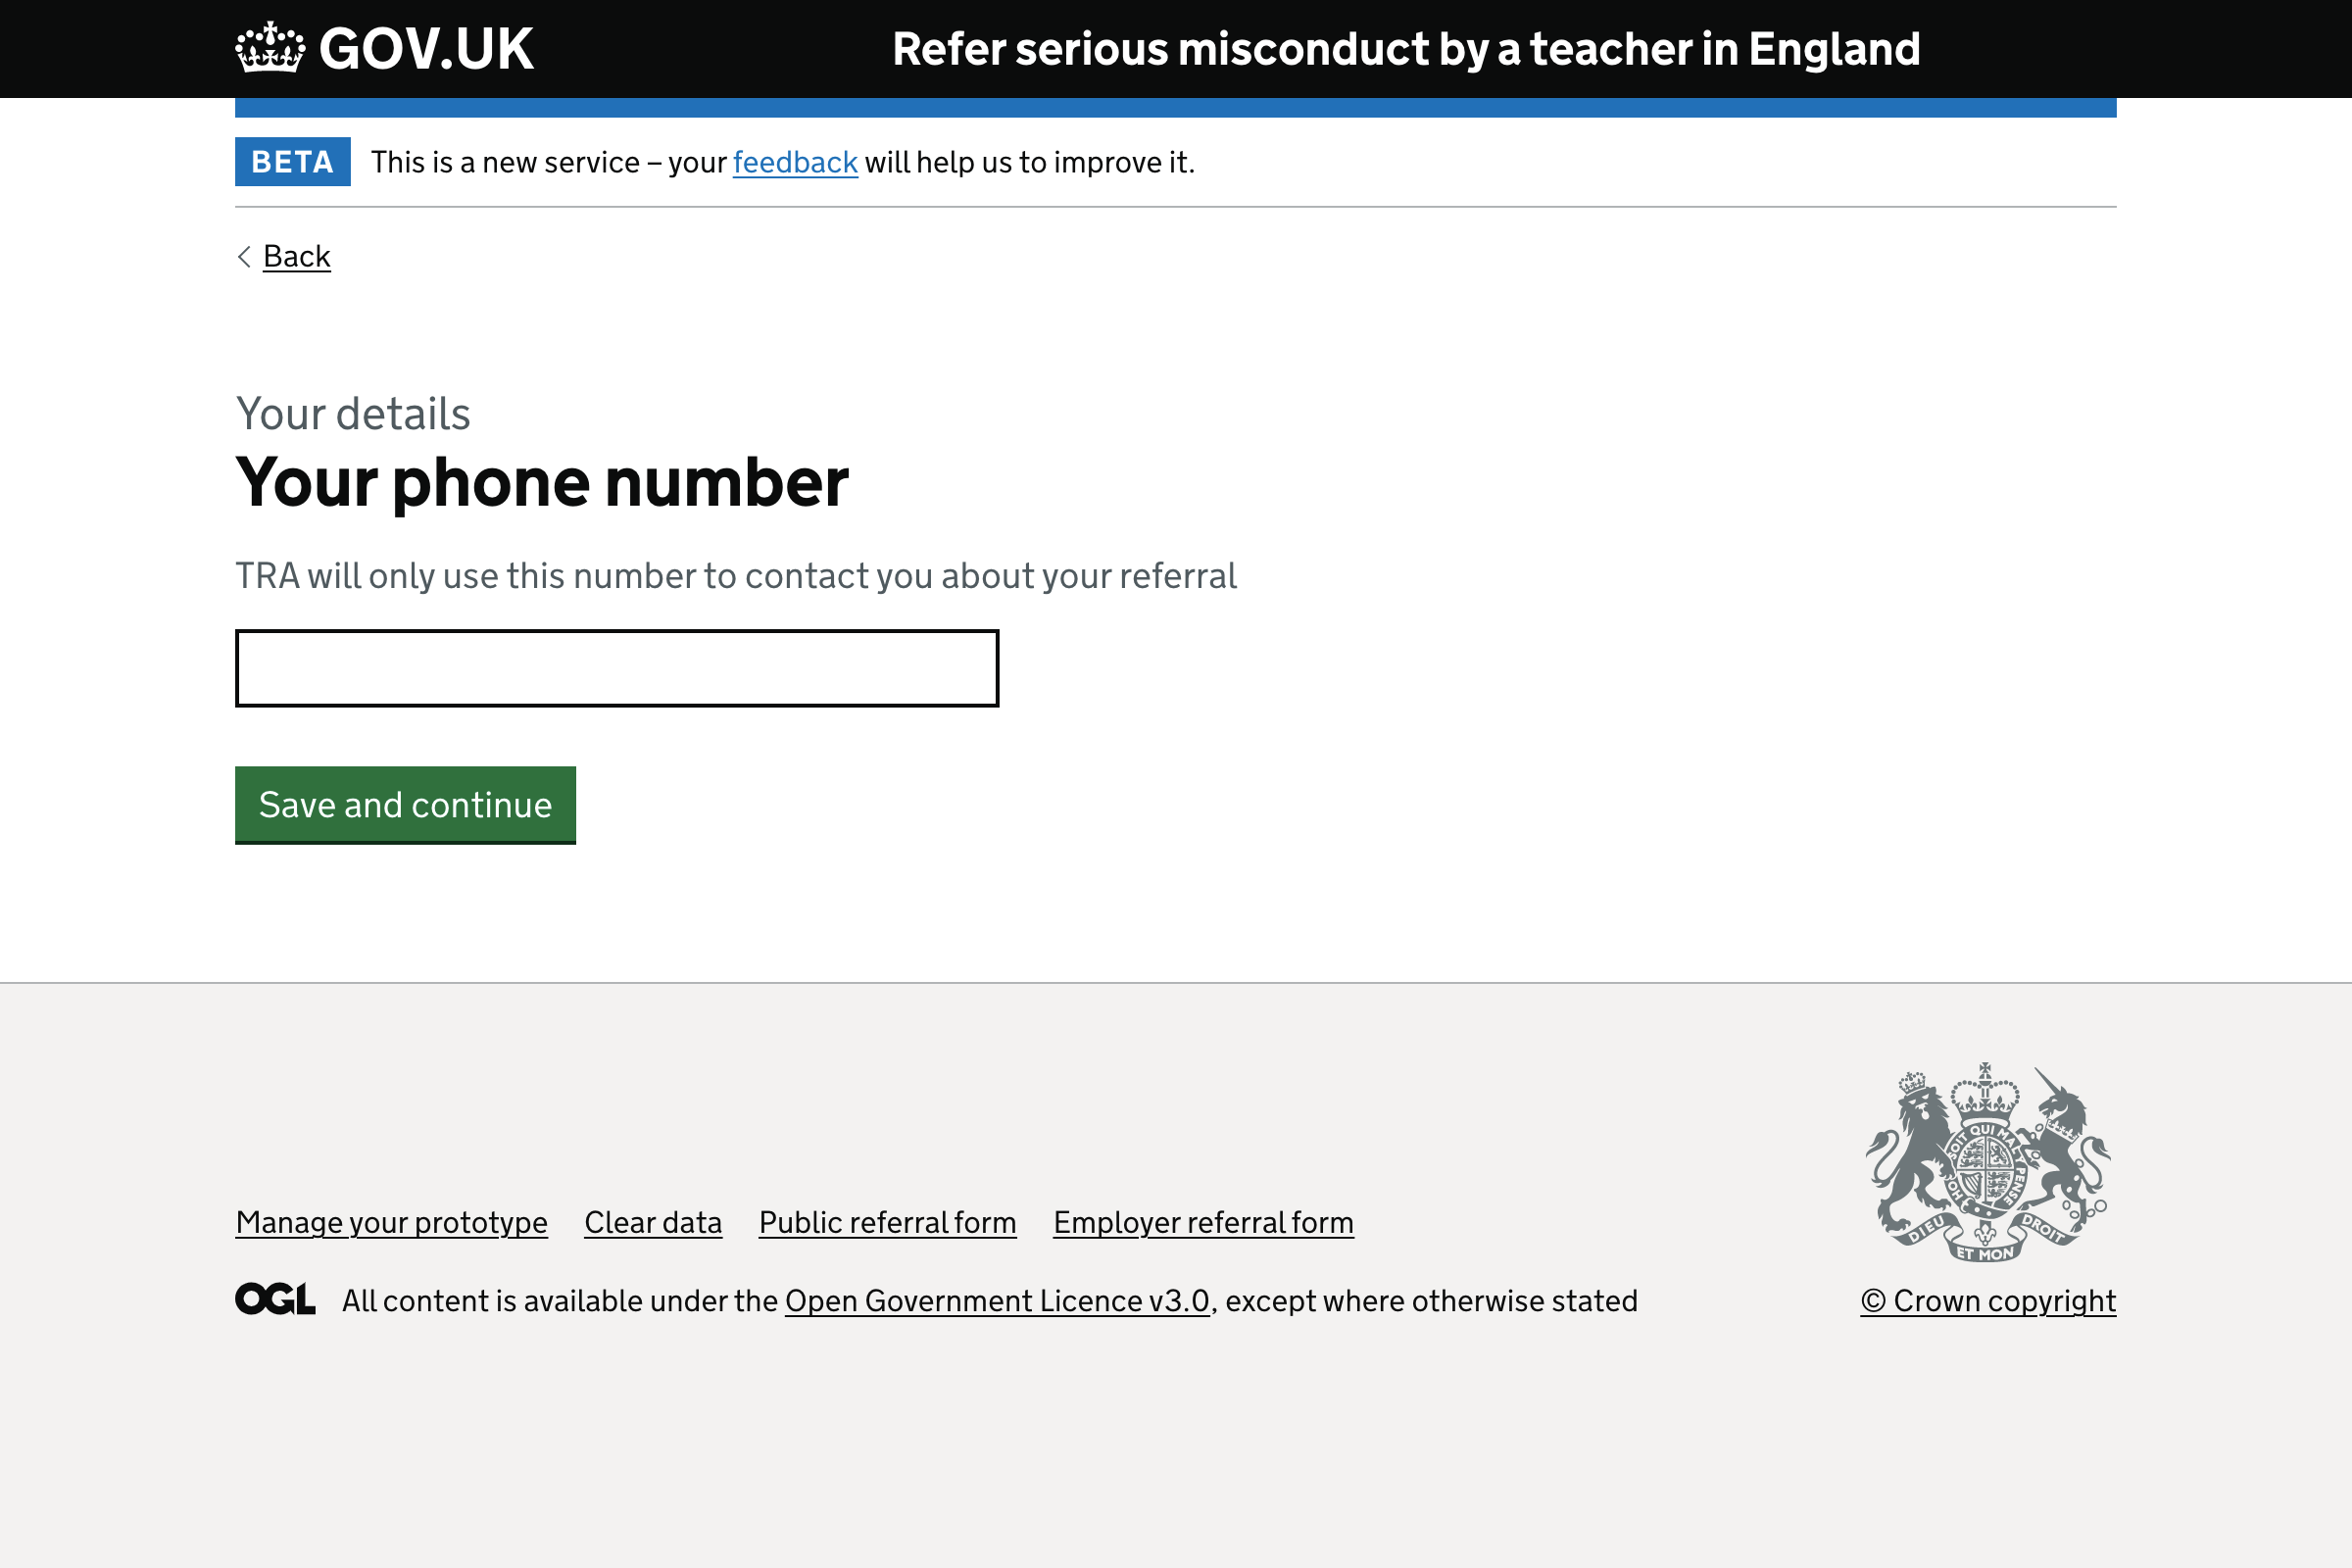 GOV.UK
Refer serious misconduct by a teacher in England
BETA
This is a new service – your feedback will help us to improve it.
Back
Your details
Your phone number
TRA will only use this number to contact you about your referral
Save and continue
Manage your prototype
Clear data
Public referral form
Employer referral form
SOIT QUI MAL
PENSE
HON
DIEU
ET MON
DROIT
OGL
All content is available under the Open Government Licence v3.0, except where otherwise stated
© Crown copyright